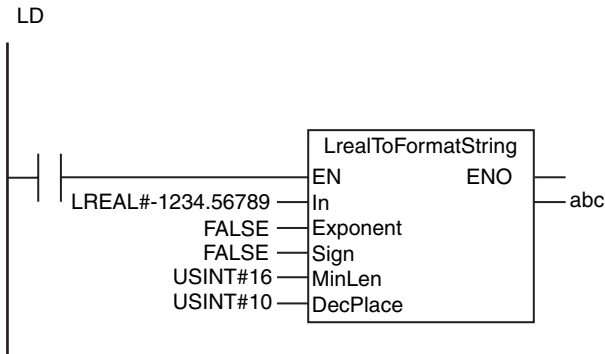 LD
LrealToFormatString
EN ENO
LREAL#-1234.56789 In abc
FALSE Exponent
FALSE Sign
USINT#16 MinLen
USINT#10 DecPlace